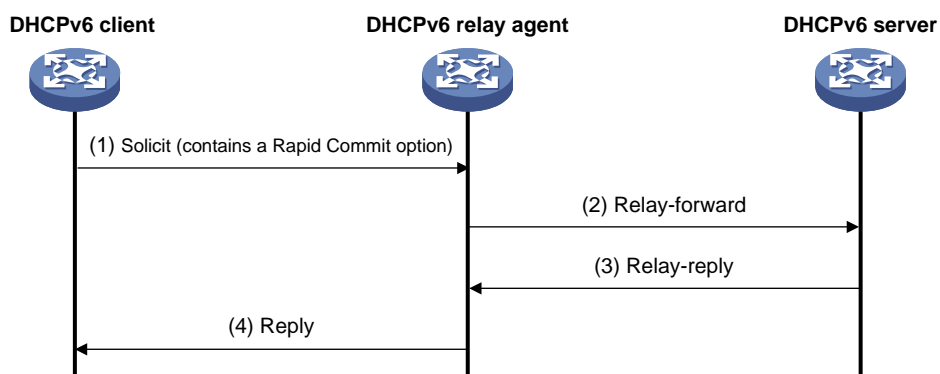 DHCPv6 client
DHCPv6 relay agent
DHCPv6 server
(1) Solicit (contains a Rapid Commit option)
(2) Relay-forward
(3) Relay-reply
(4) Reply